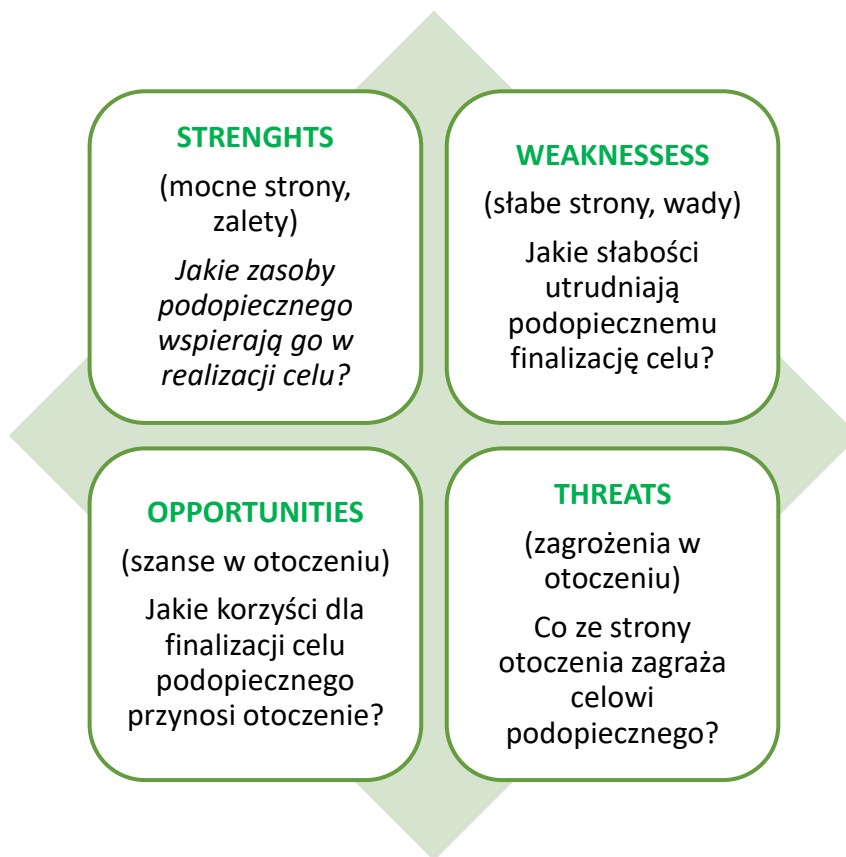 STRENGHTS
(mocne strony,
zalety)
Jakie zasoby
podopiecznego
wspierają go w
realizacji celu?
WEAKNESSESS
(słabe strony, wady)
Jakie słabości
utrudniają
podopiecznemu
finalizację celu?
OPPORTUNITIES
(szanse w otoczeniu)
Jakie korzyści dla
finalizacji celu
podopiecznego
przynosi otoczenie?
THREATS
(zagrożenia w
otoczeniu)
Co ze strony
otoczenia zagraża
celowi
podopiecznego?